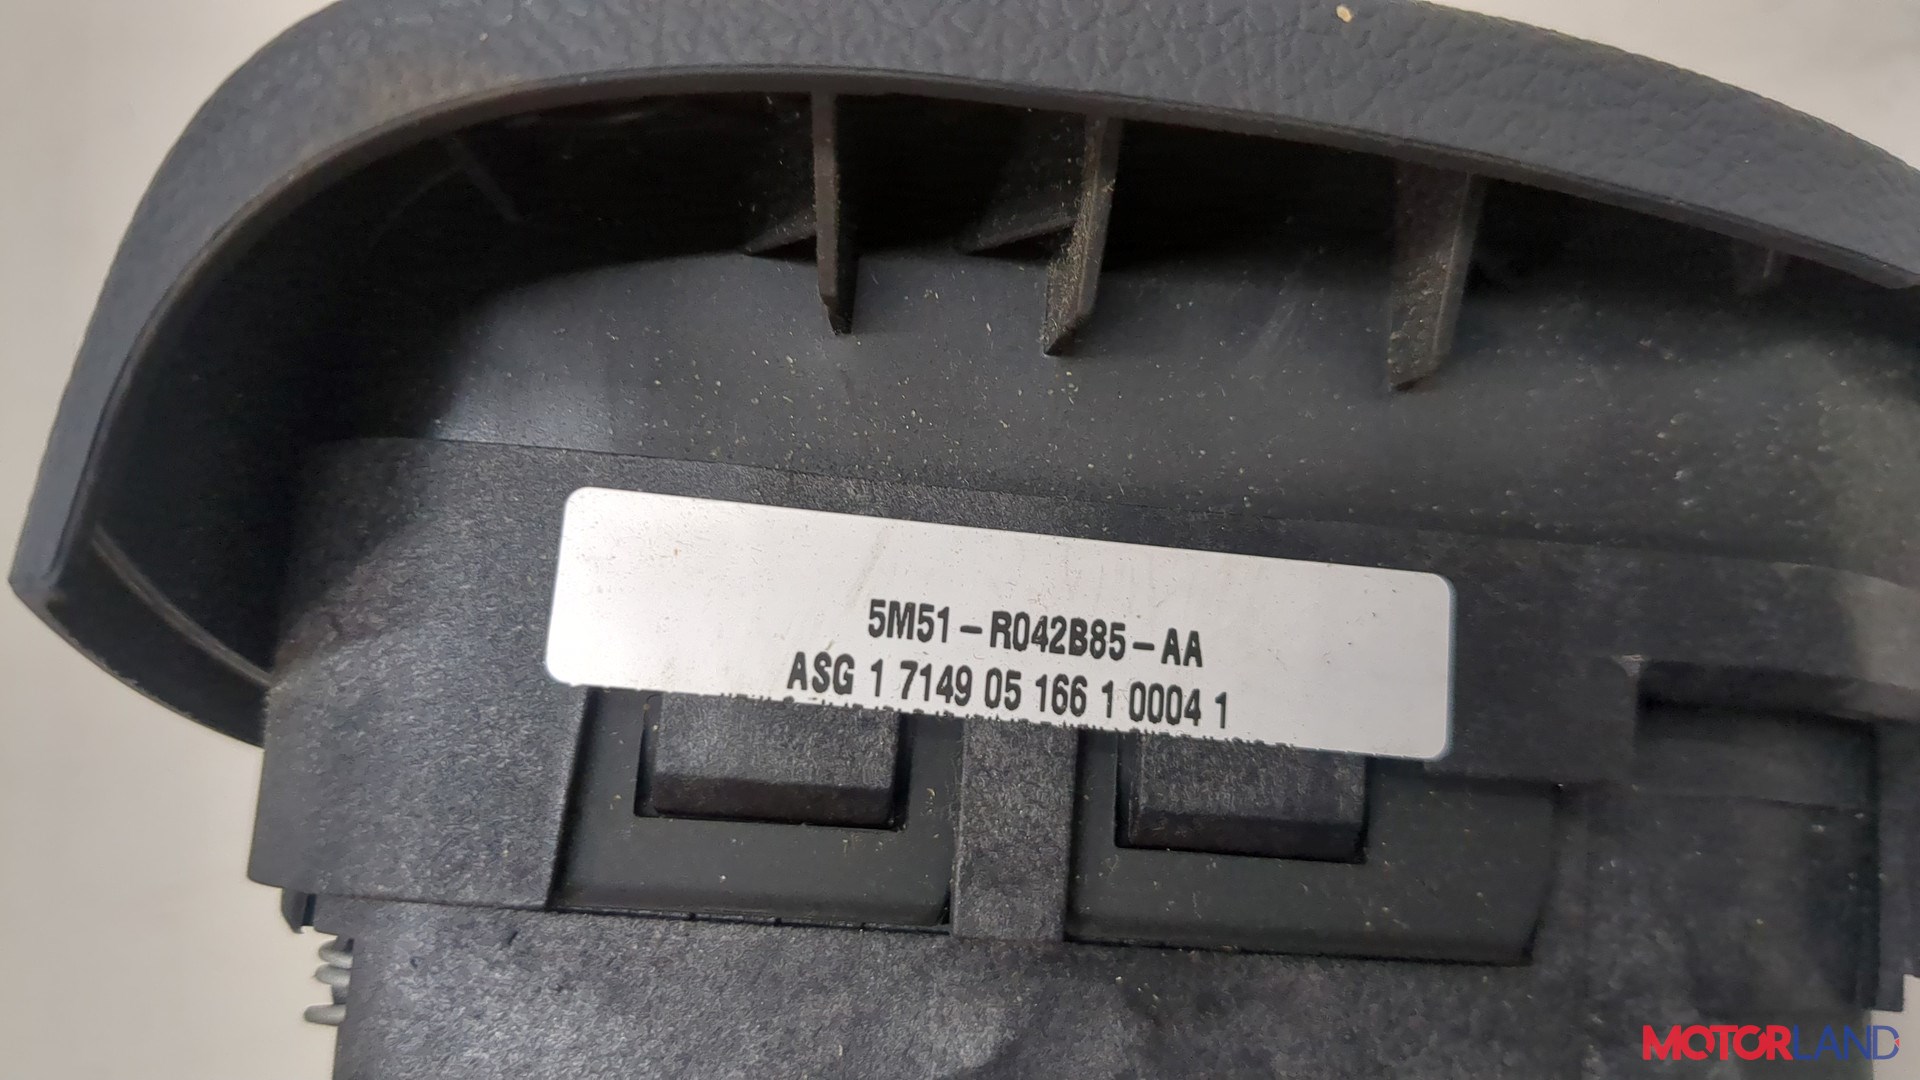 5M51-R042B85-AA
ASG 1 7149 05 166 1 0004 1
MOTORLAND